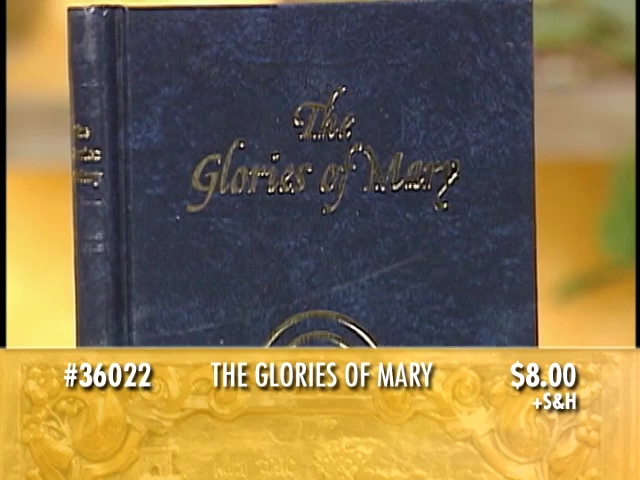 The
Glories of Mary
#36022 THE GLORIES OF MARY $8.00
+S&H